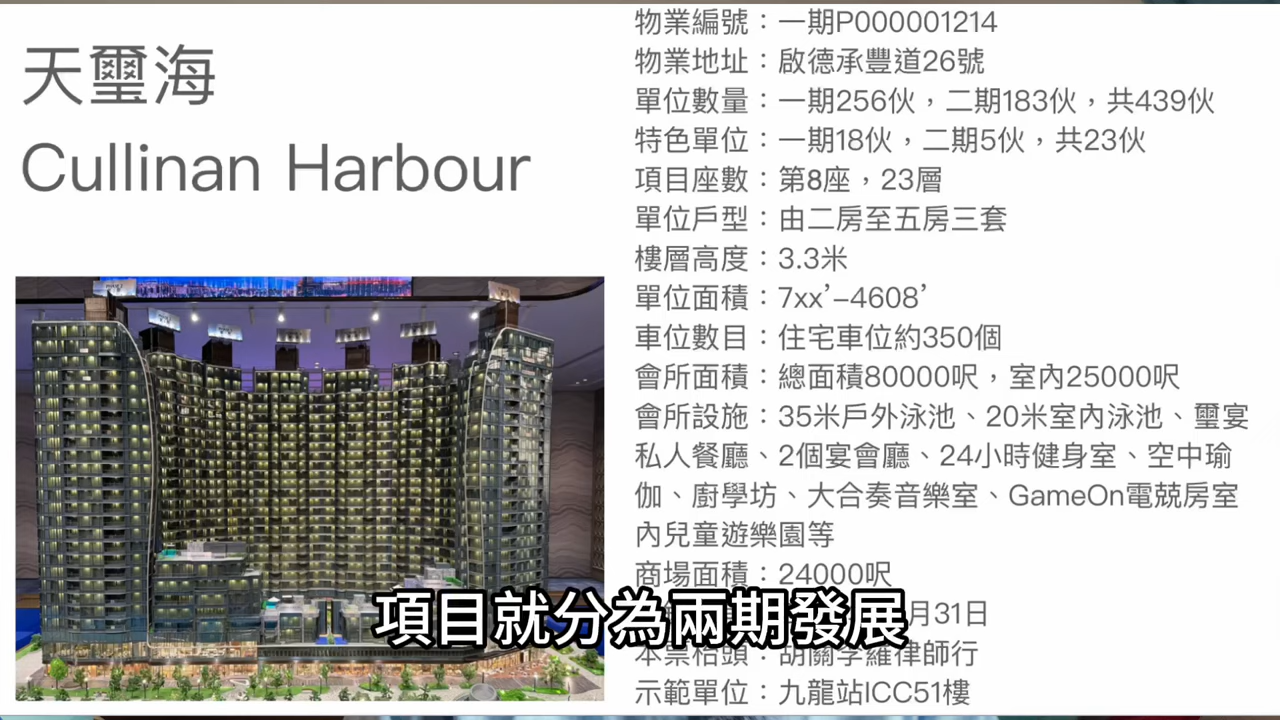 天璽海
Cullinan Harbour
物業編號：一期P000001214
物業地址：啟德承豐道26號
單位數量：一期256伙，二期183伙，共439伙
特色單位：一期18伙，二期5伙，共23伙
項目座數：第8座，23層
單位戶型：由二房至五房三套
樓層高度：3.3米
單位面積：7xx’-4608’
車位數目：住宅車位約350個
會所面積：總面積80000呎，室內25000呎
會所設施：35米戶外泳池、20米室內泳池、璽宴
私人餐廳、2個宴會廳、24小時健身室、空中瑜
伽、廚學坊、大合奏音樂室、GameOn電兢房室
內兒童遊樂園等
商場面積：24000呎
月31日
本票抬頭：胡關李羅律師行
示範單位：九龍站ICC51樓
項目就分為兩期發展